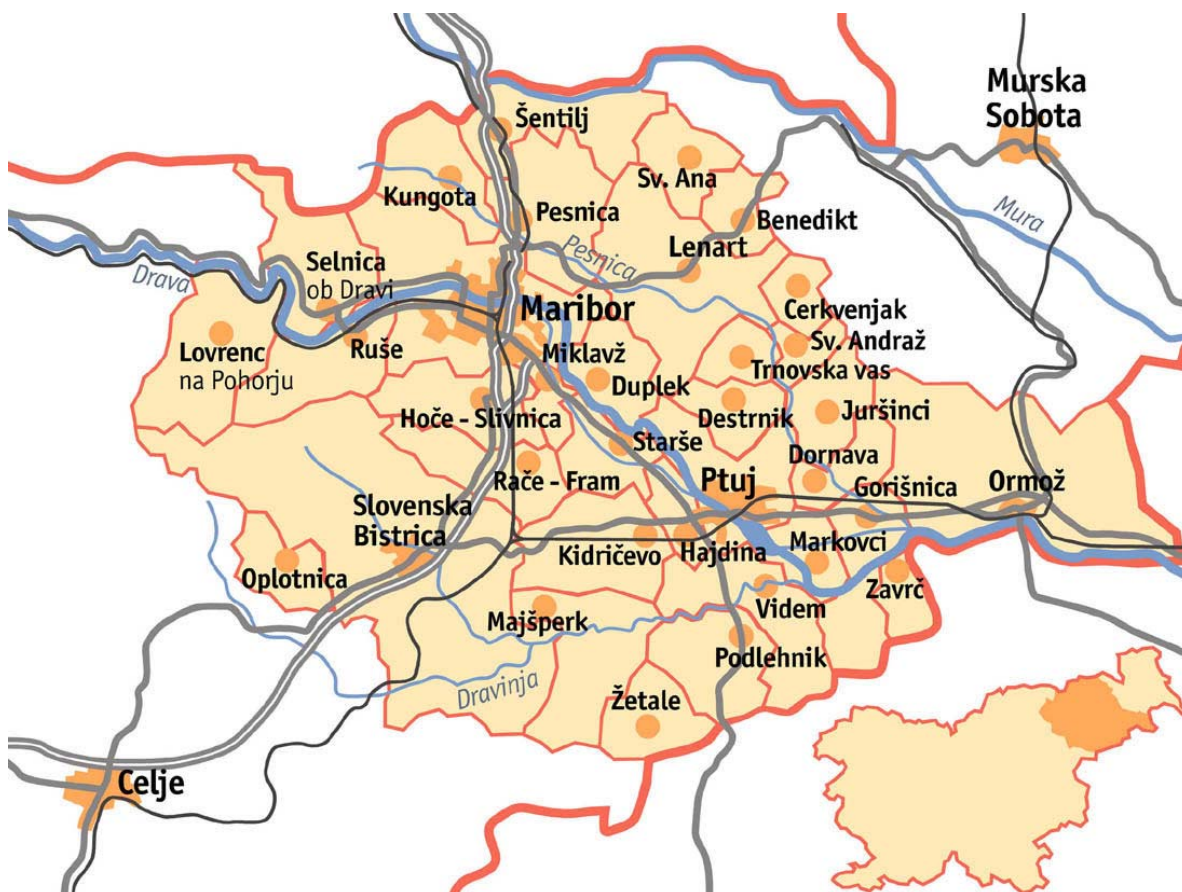 Murska
Sobota
Šentilj
Sv. Ana
Kungota
Pesnica
Benedikt
Mura
Lenart
Pesnica
Selnica
ob Dravi
Drava
Cerkvenjak
Maribor
Sv. Andraž
Ruše
Lovrenc
na Pohorju
Miklavž
Trnovska vas
Duplek
Hoče - Slivnica
Destrnik
Juršinci
Starše
Dornava
Rače - Fram
Ptuj
Gorišnica
Ormož
Slovenska
Bistrica
Kidričevo
Hajdina
Markovci
Oplotnica
Zavrč
Videm
Majšperk
Podlehnik
Dravinja
Žetale
Celje